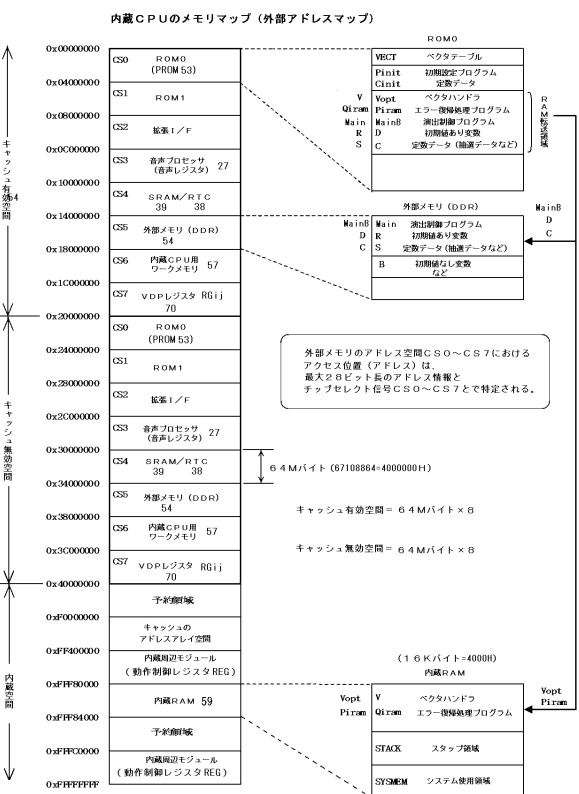 内蔵ＣＰＵのメモリマップ（外部アドレスマップ）
キャッシュ有効空間
54
キャッシュ無効空間
内蔵空間
0x00000000
0x04000000
0x08000000
0x0C000000
0x10000000
0x14000000
0x18000000
0x1C000000
0x20000000
0x24000000
0x28000000
0x2C000000
0x30000000
0x34000000
0x38000000
0x3C000000
0x40000000
0xF0000000
0xFF400000
0xFFF80000
0xFFF84000
0xFFFC0000
0xFFFFFFFF
CS0 ＲＯＭ０
(PROM 53)
CS1 ＲＯＭ１
CS2 拡張Ｉ／Ｆ
CS3 音声プロセッサ
(音声レジスタ) 27
CS4 ＳＲＡＭ／ＲＴＣ
39 38
CS5 外部メモリ（ＤＤＲ）
54
CS6 内蔵ＣＰＵ用
ワークメモリ 57
CS7 ＶＤＰレジスタ RGij
70
CS0 ＲＯＭ０
(PROM 53)
CS1 ＲＯＭ１
CS2 拡張Ｉ／Ｆ
CS3 音声プロセッサ
(音声レジスタ) 27
CS4 ＳＲＡＭ／ＲＴＣ
39 38
CS5 外部メモリ（ＤＤＲ）
54
CS6 内蔵ＣＰＵ用
ワークメモリ 57
CS7 ＶＤＰレジスタ RGij
70
予約領域
キャッシュの
アドレスアレイ空間
内蔵周辺モジュール
(動作制御レジスタREG)
内蔵ＲＡＭ 59
予約領域
内蔵周辺モジュール
(動作制御レジスタREG)
ＲＯＭ０
VECT ベクタテーブル
Pinit 初期設定プログラム
Cinit 定数データ
V Vopt ベクタハンドラ
Qiram Piram エラー復帰処理プログラム
Main MainB 演出制御プログラム
R D 初期値あり変数
S C 定数データ（抽選データなど）
ＲＡＭ転送領域
外部メモリ（ＤＤＲ）
MainB Main 演出制御プログラム
D R 初期値あり変数
C S 定数データ（抽選データなど）
B 初期値なし変数
など
MainB
D
C
外部メモリのアドレス空間ＣＳ０～ＣＳ７における
アクセス位置（アドレス）は、
最大２８ビット長のアドレス情報と
チップセレクト信号ＣＳ０～ＣＳ７とで特定される。
６４Ｍバイト(67108864=4000000H)
キャッシュ有効空間＝ ６４Ｍバイト×８
キャッシュ無効空間＝ ６４Ｍバイト×８
(１６Ｋバイト=4000H)
内蔵RAM
Vopt V ベクタハンドラ
Piram Qiram エラー復帰処理プログラム
STACK スタップ領域
SYSMEM システム使用領域
Vopt
Piram